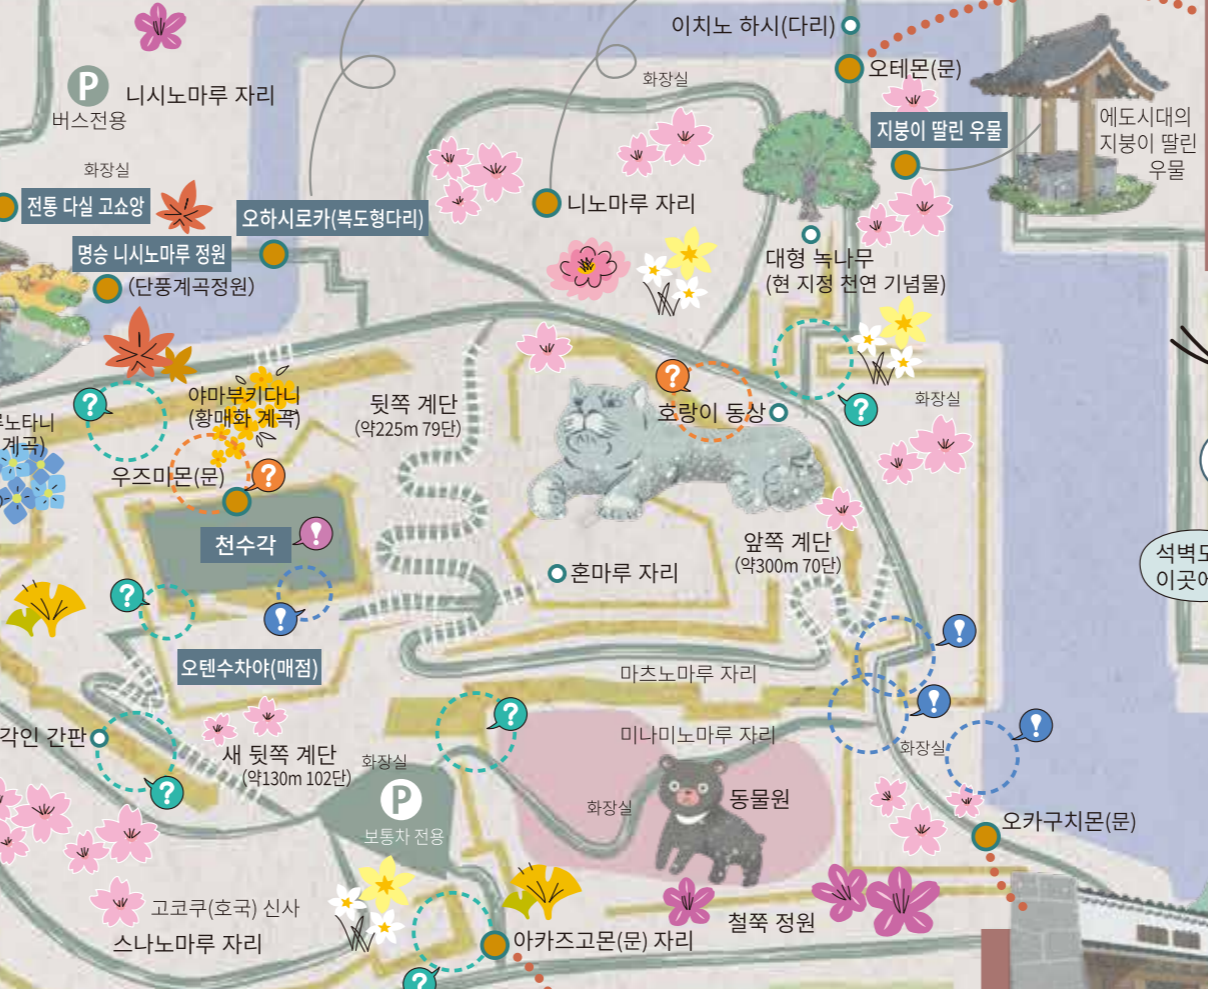 이치노 하시(다리)
오테몬(문)
화장실
P
니시노마루 자리
버스전용
에도시대의
지붕이 딸린
우물
지붕이 딸린 우물
화장실
전통 다실 고쇼앙
오하시로카(복도형다리)
니노마루 자리
명승 니시노마루 정원
(단풍계곡정원)
대형 녹나무
(현 지정 천연 기념물)
?
?
야마부키다니
(황매화 계곡)
뒷쪽 계단
(약225m 79단)
호랑이 동상
?
화장실
노타니
계곡)
우즈미몬(문)
?
천수각
!
앞쪽 계단
(약300m 70단)
혼마루 자리
석벽도
이곳에
?
!
!
오텐수차야(매점)
마츠노마루 자리
!
?
!
각인 간판
미나미노마루 자리
화장실
새 뒷쪽 계단
(약130m 102단)
화장실
?
P
보통차 전용
화장실
동물원
오카구치몬(문)
고코쿠(호국) 신사
스나노마루 자리
철쭉 정원
아카즈고몬(문) 자리
?